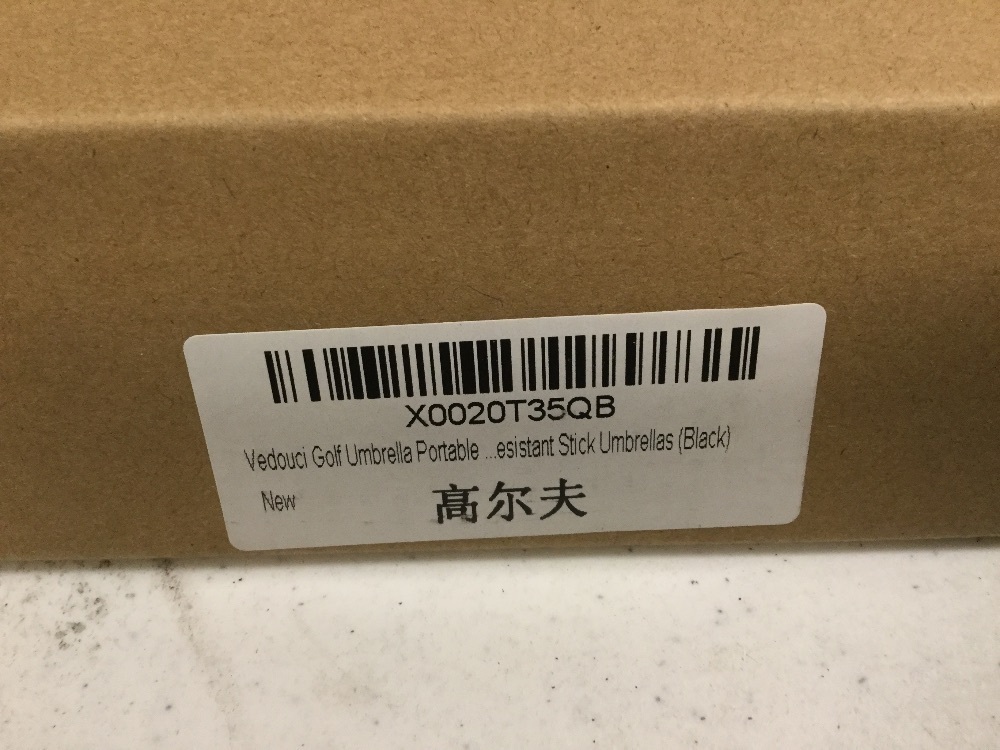 X0020T35QB
Vedouci Golf Umbrella Portable ...esistant Stick Umbrellas (Black)
New
高尔夫